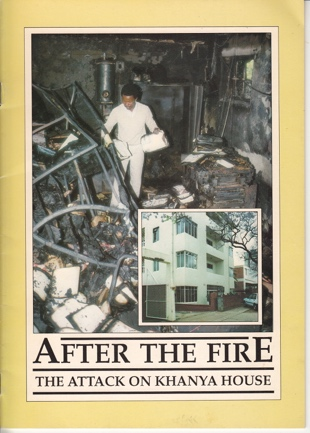 AFTER THE FIRE
THE ATTACK ON KHANYA HOUSE